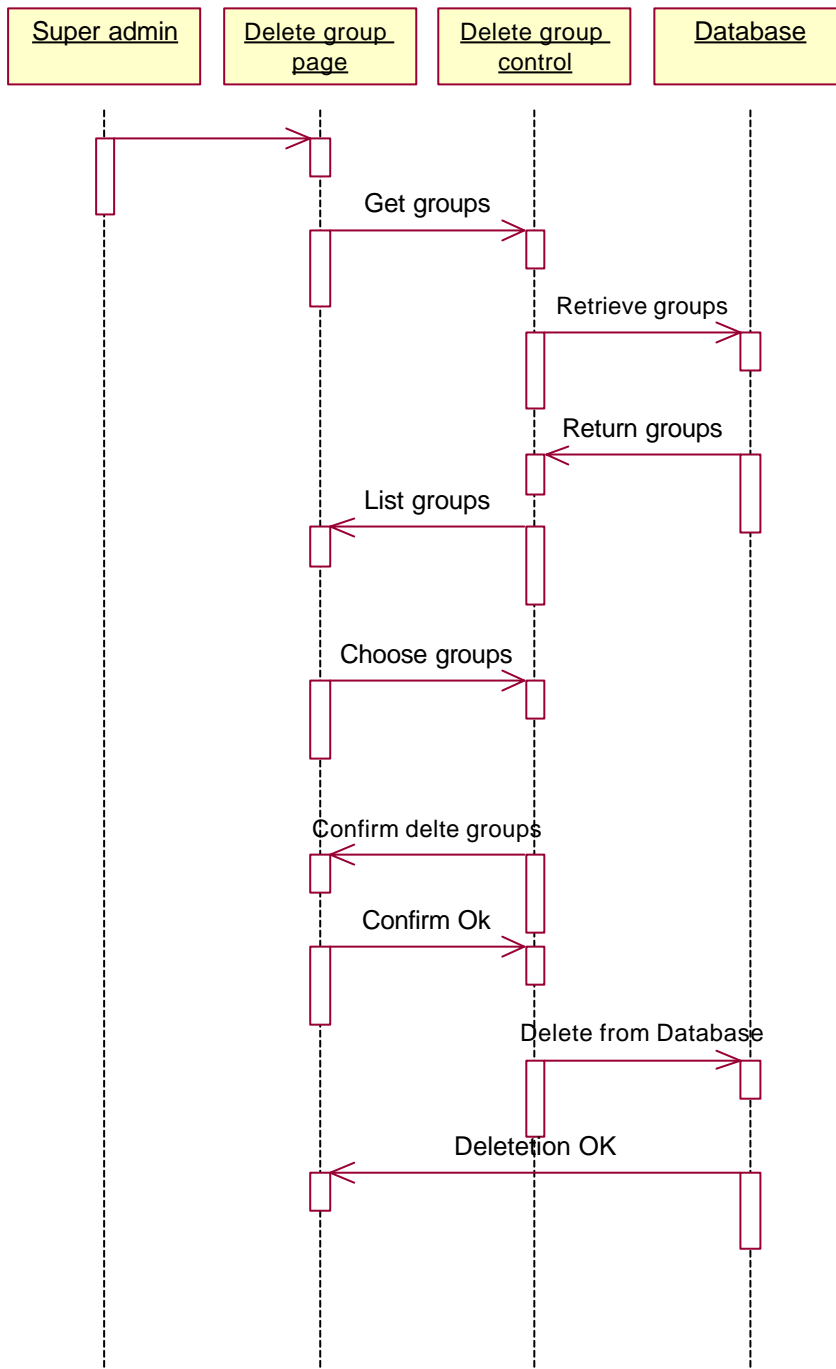 Super admin
Delete group
page
Delete group
control
Database
Get groups
Retrieve groups
Return groups
List groups
Choose groups
Confirm delte groups
Confirm Ok
Delete from Database
Deletetion OK